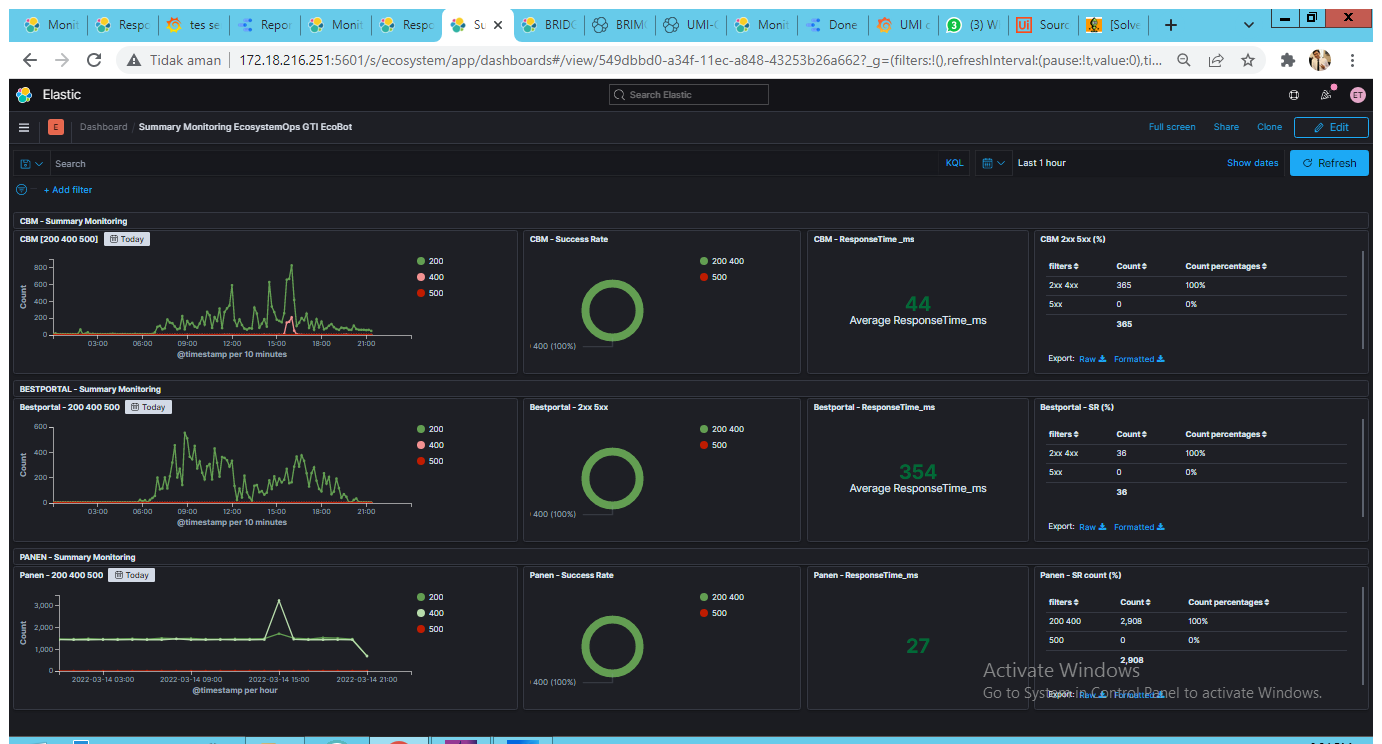 Monit
Respo
tes se
Repor
Monit
Respo
Su
BRIDG
BRIMO
UMI-C
Monit
Done
UMI c
(3) W
Ui
Sourc
[Solve
Tidak aman
172.18.216.251:5601/s/ecosystem/app/dashboards#/view/549dbbd0-a34f-11ec-a848-43253b26a662?_g=(filters:!(),refreshInterval:(pause:!t,value:0),ti...
Elastic
Search Elastic
ET
E
Dashboard / Summary Monitoring EcosystemOps GTI EcoBot
Full screen
Share
Clone
Edit
Search
KQL
Last 1 hour
Show dates
Refresh
+ Add filter
CBM - Summary Monitoring
CBM [200 400 500]
Today
Count
800
600
400
200
0
03:00 06:00 09:00 12:00 15:00 18:00 21:00
@timestamp per 10 minutes
200
400
500
CBM - Success Rate
400 (100%)
200 400
500
CBM - ResponseTime _ms
44
Average ResponseTime_ms
CBM 2xx 5xx (%)
filters Count Count percentages
2xx 4xx 365 100%
5xx 0 0%
365
Export: Raw Formatted
BESTPORTAL - Summary Monitoring
Bestportal - 200 400 500
Today
Count
600
400
200
0
03:00 06:00 09:00 12:00 15:00 18:00 21:00
@timestamp per 10 minutes
200
400
500
Bestportal - 2xx 5xx
400 (100%)
200 400
500
Bestportal - ResponseTime_ms
354
Average ResponseTime_ms
Bestportal - SR (%)
filters Count Count percentages
2xx 4xx 36 100%
5xx 0 0%
36
Export: Raw Formatted
PANEN - Summary Monitoring
Panen - 200 400 500
Today
Count
3,000
2,000
1,000
0
2022-03-14 03:00 2022-03-14 09:00 2022-03-14 15:00 2022-03-14 21:00
@timestamp per hour
200
400
500
Panen - Success Rate
400 (100%)
200 400
500
Panen - ResponseTime_ms
27
Panen - SR count (%)
filters Count Count percentages
200 400 2,908 100%
500 0 0%
2,908
Export: Raw Formatted
Activate Windows
Go to System in Control Panel to activate Windows.